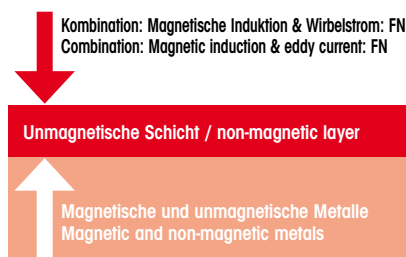 Kombination: Magnetische Induktion & Wirbelstrom: FN
Combination: Magnetic induction & eddy current: FN
Unmagnetische Schicht / non-magnetic layer
Magnetische und unmagnetische Metalle
Magnetic and non-magnetic metals